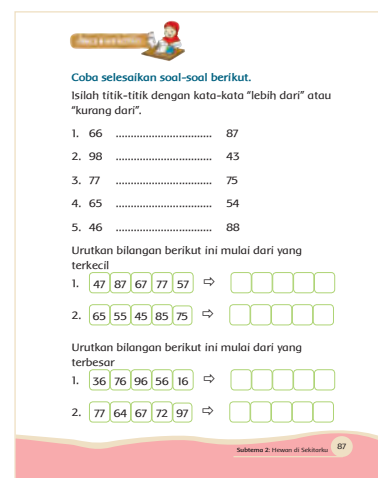 Coba selesaikan soal-soal berikut.
Isilah titik-titik dengan kata-kata "lebih dari" atau
"kurang dari".
1. 66 ................................ 87
2. 98 ................................ 43
3. 77 ................................ 75
4. 65 ................................ 54
5. 46 ................................ 88
Urutkan bilangan berikut ini mulai dari yang
terkecil
1. 47 87 67 77 57 ⇨
2. 65 55 45 85 75 ⇨
Urutkan bilangan berikut ini mulai dari yang
terbesar
1. 36 76 96 56 16 ⇨
2. 77 64 67 72 97 ⇨
Subtema 2: Hewan di Sekitarku 87